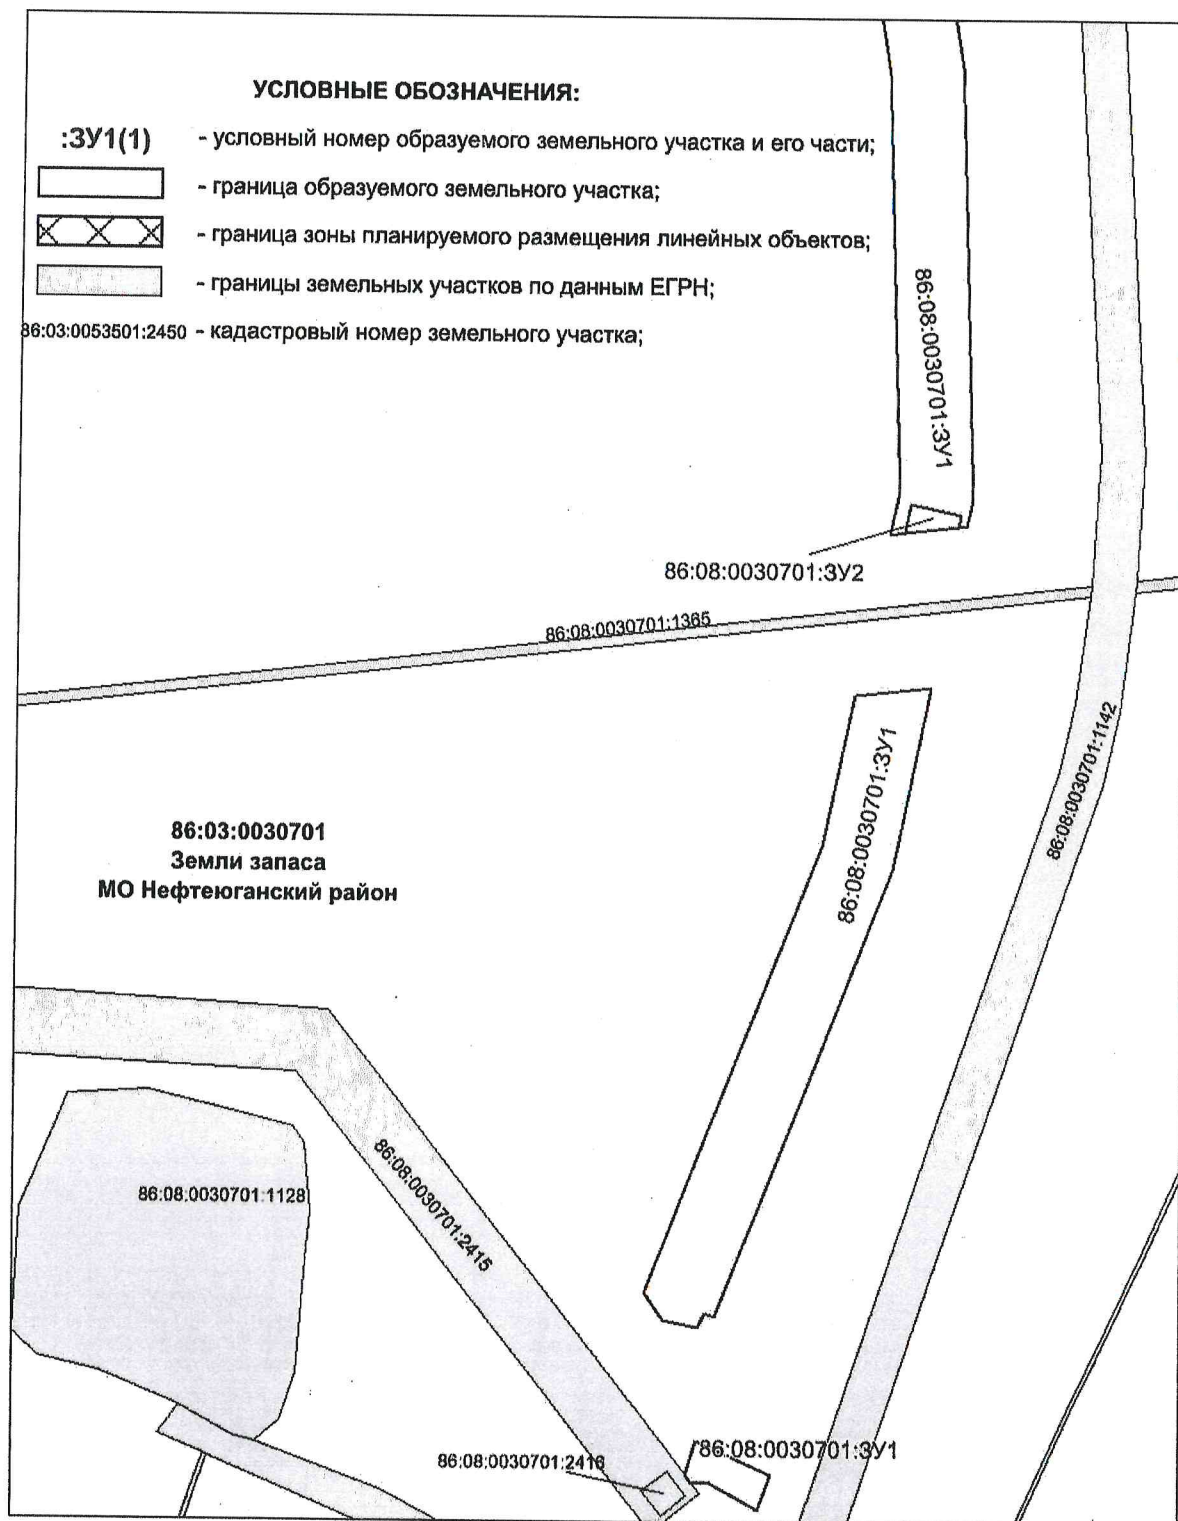 УСЛОВНЫЕ ОБОЗНАЧЕНИЯ:
:ЗУ1(1) - условный номер образуемого земельного участка и его части;
- граница образуемого земельного участка;
- граница зоны планируемого размещения линейных объектов;
- границы земельных участков по данным ЕГРН;
86:03:0053501:2450 - кадастровый номер земельного участка;
86:08:0030701:ЗУ1
86:08:0030701:ЗУ2
86:08:0030701:1365
86:08:0030701:ЗУ1
86:08:0030701:1142
86:03:0030701
Земли запаса
МО Нефтеюганский район
86:08:0030701:2415
86:08:0030701:1128
86:08:0030701:ЗУ1
86:08:0030701:2416